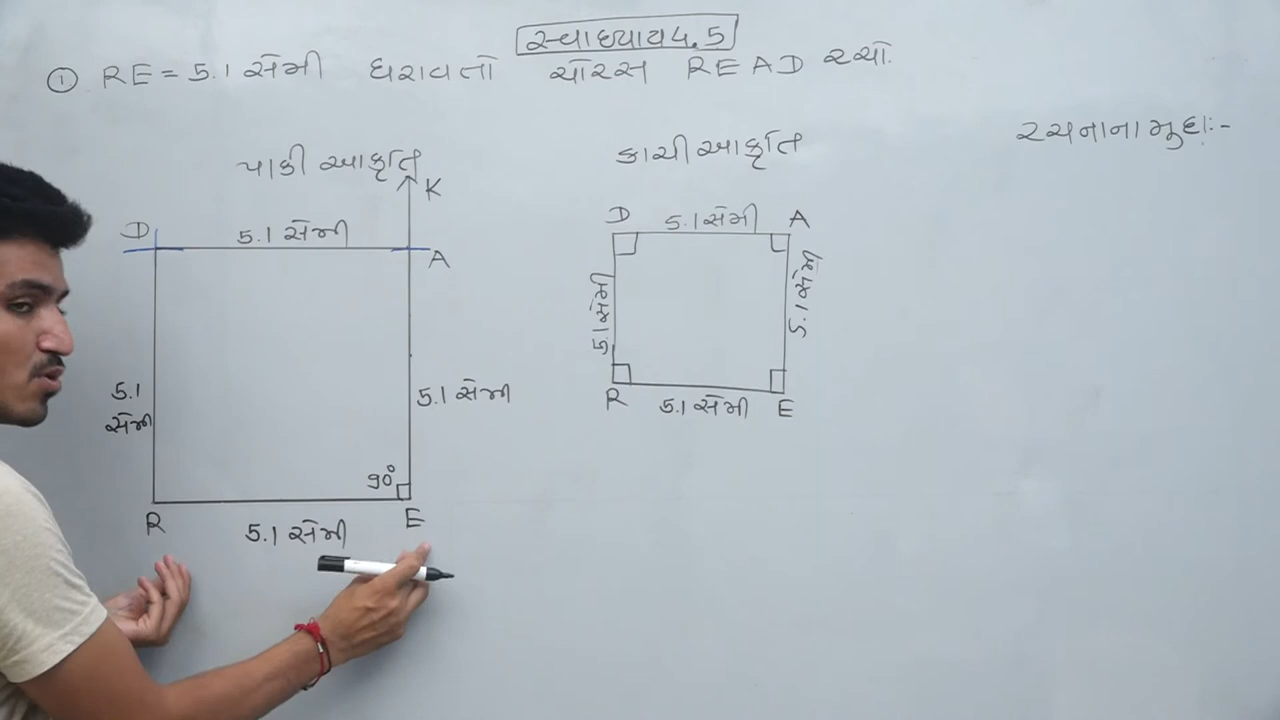 સ્વાધ્યાય 4.5
① RE = 5.1 સેમી ધરાવતો ચોરસ READ રચો.
રચનાના મુદ્દા:-
પાકી આકૃતિ
K
D
5.1 સેમી
A
5.1
સેમી
5.1 સેમી
90°
R
5.1 સેમી
E
કાચી આકૃતિ
D
5.1 સેમી
A
5.1 સેમી
5.1 સેમી
R
5.1 સેમી
E